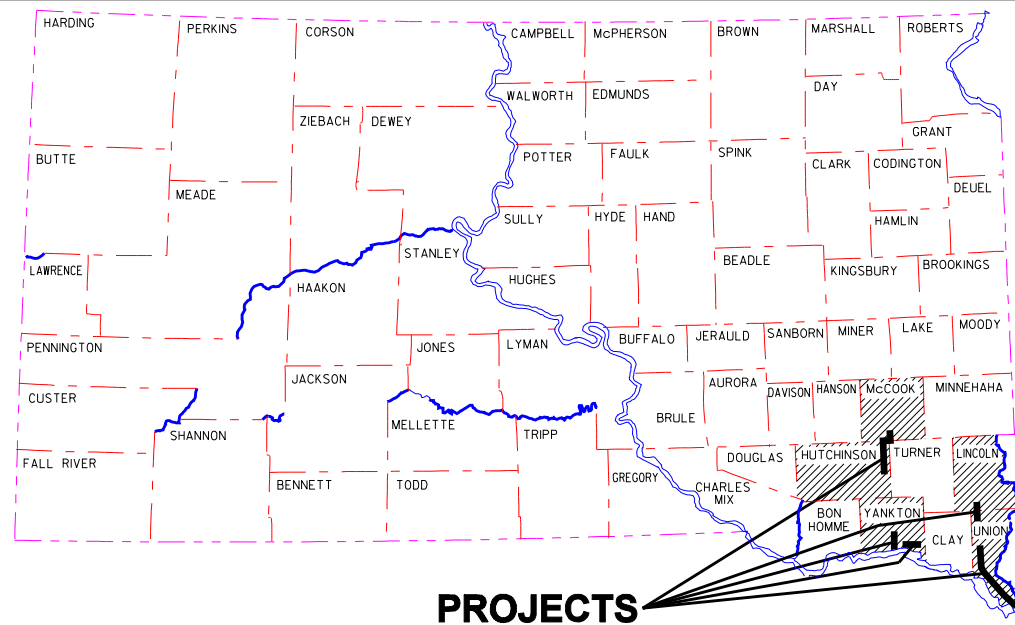 HARDING
PERKINS
CORSON
CAMPBELL
McPHERSON
BROWN
MARSHALL
ROBERTS
WALWORTH
EDMUNDS
DAY
ZIEBACH
DEWEY
GRANT
BUTTE
POTTER
FAULK
SPINK
CLARK
CODINGTON
MEADE
DEUEL
SULLY
HYDE
HAND
HAMLIN
STANLEY
LAWRENCE
HUGHES
BEADLE
KINGSBURY
BROOKINGS
HAAKON
PENNINGTON
JONES
LYMAN
BUFFALO
JERAULD
SANBORN
MINER
LAKE
MOODY
JACKSON
CUSTER
AURORA
DAVISON
HANSON
McCOOK
MINNEHAHA
SHANNON
MELLETTE
TRIPP
BRULE
FALL RIVER
BENNETT
TODD
GREGORY
DOUGLAS
HUTCHINSON
TURNER
LINCOLN
CHARLES
MIX
BON
HOMME
YANKTON
CLAY
UNION
PROJECTS